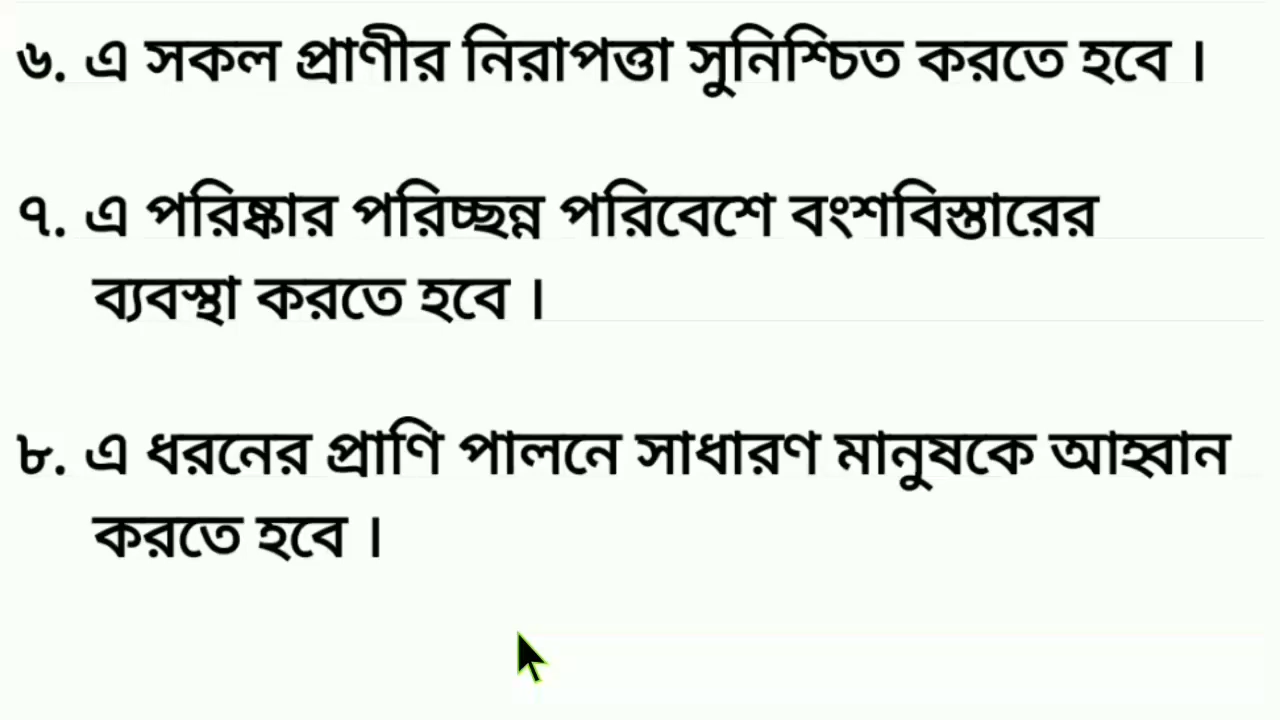 ৬. এ সকল প্রাণীর নিরাপত্তা সুনিশ্চিত করতে হবে ।
৭. এ পরিষ্কার পরিচ্ছন্ন পরিবেশে বংশবিস্তারের
ব্যবস্থা করতে হবে ।
৮. এ ধরনের প্রাণি পালনে সাধারণ মানুষকে আহ্বান
করতে হবে ।